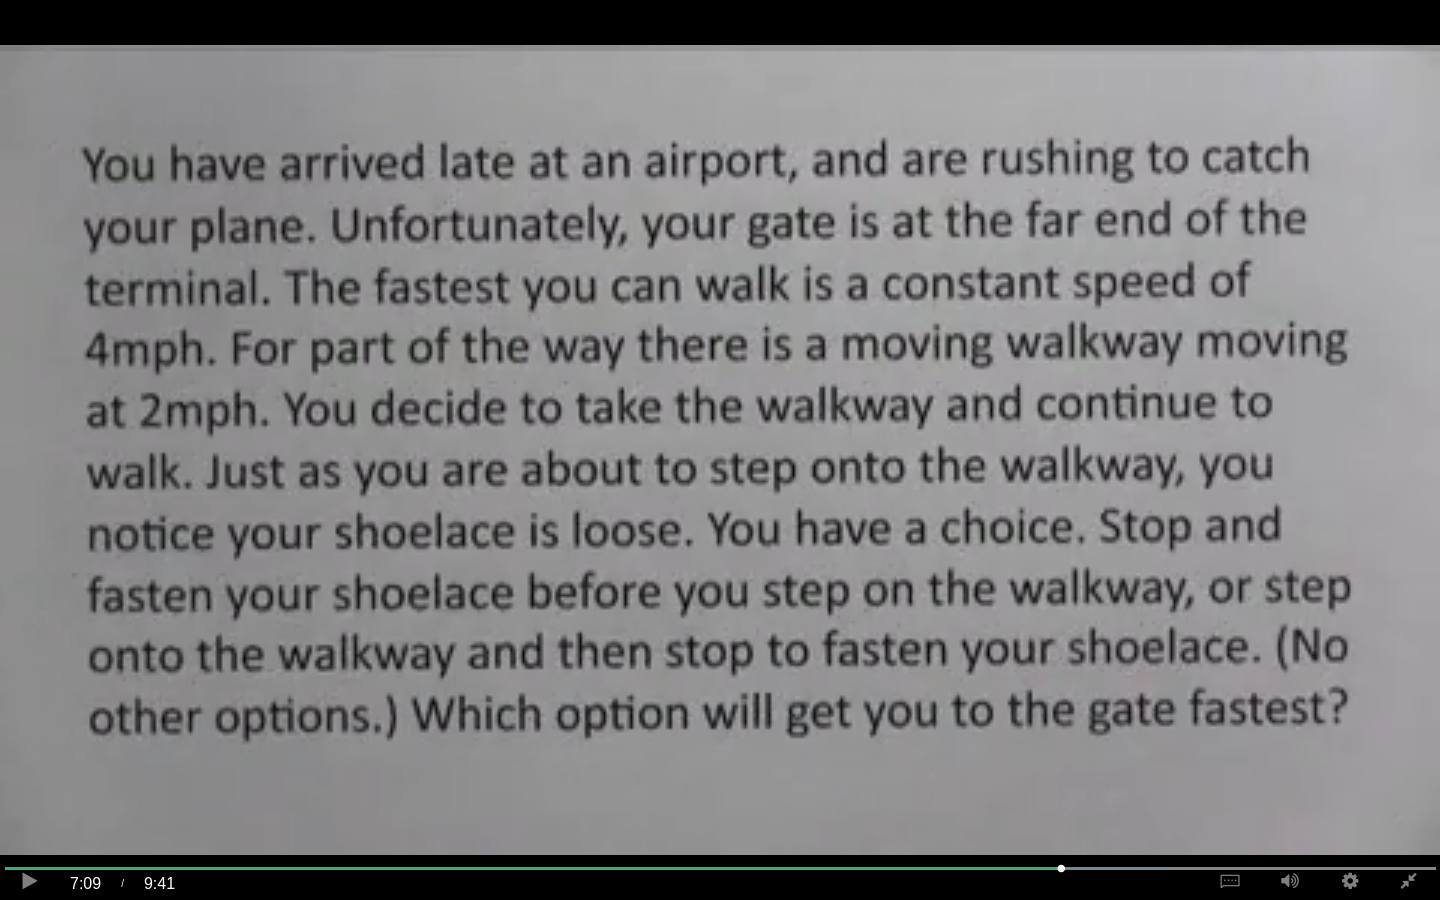 You have arrived late at an airport, and are rushing to catch
your plane. Unfortunately, your gate is at the far end of the
terminal. The fastest you can walk is a constant speed of
4mph. For part of the way there is a moving walkway moving
at 2mph. You decide to take the walkway and continue to
walk. Just as you are about to step onto the walkway, you
notice your shoelace is loose. You have a choice. Stop and
fasten your shoelace before you step on the walkway, or step
onto the walkway and then stop to fasten your shoelace. (No
other options.) Which option will get you to the gate fastest?
7:09 / 9:41